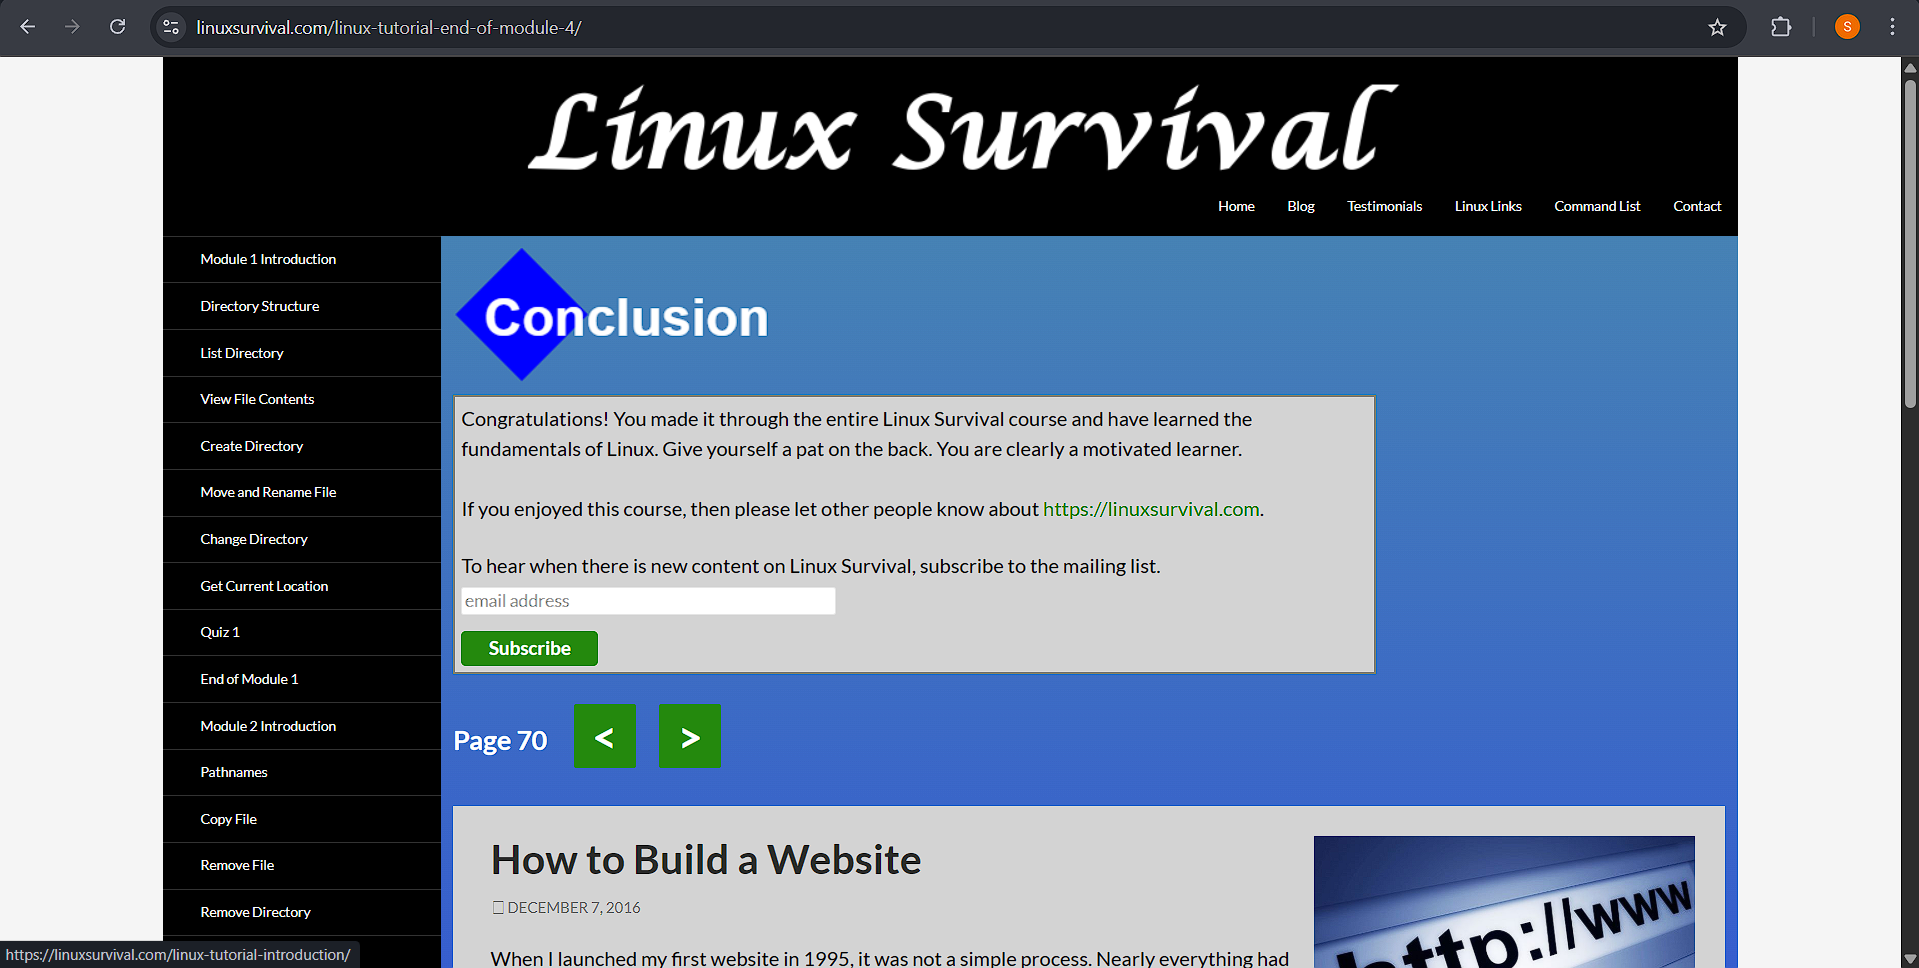 linuxsurvival.com/linux-tutorial-end-of-module-4/
S
Linux Survival
Home
Blog
Testimonials
Linux Links
Command List
Contact
Module 1 Introduction
Directory Structure
List Directory
View File Contents
Create Directory
Move and Rename File
Change Directory
Get Current Location
Quiz 1
End of Module 1
Module 2 Introduction
Pathnames
Copy File
Remove File
Remove Directory
Conclusion
Congratulations! You made it through the entire Linux Survival course and have learned the
fundamentals of Linux. Give yourself a pat on the back. You are clearly a motivated learner.
If you enjoyed this course, then please let other people know about https://linuxsurvival.com.
To hear when there is new content on Linux Survival, subscribe to the mailing list.
email address
Subscribe
Page 70
<
>
How to Build a Website
DECEMBER 7, 2016
When I launched my first website in 1995, it was not a simple process. Nearly everything had
http://www
https://linuxsurvival.com/linux-tutorial-introduction/